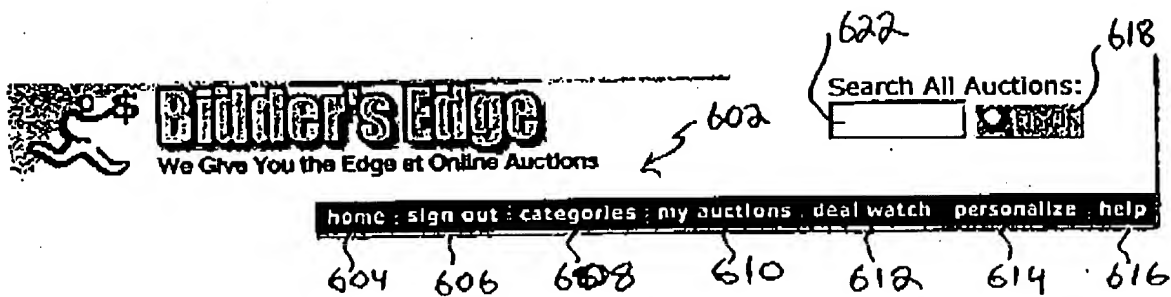 622
618
Search All Auctions:
$
Bidder's Edge
602
We Give You the Edge at Online Auctions
home : sign out : categories : my auctions : deal watch personalize : help
604 606 608 610 612 614 616